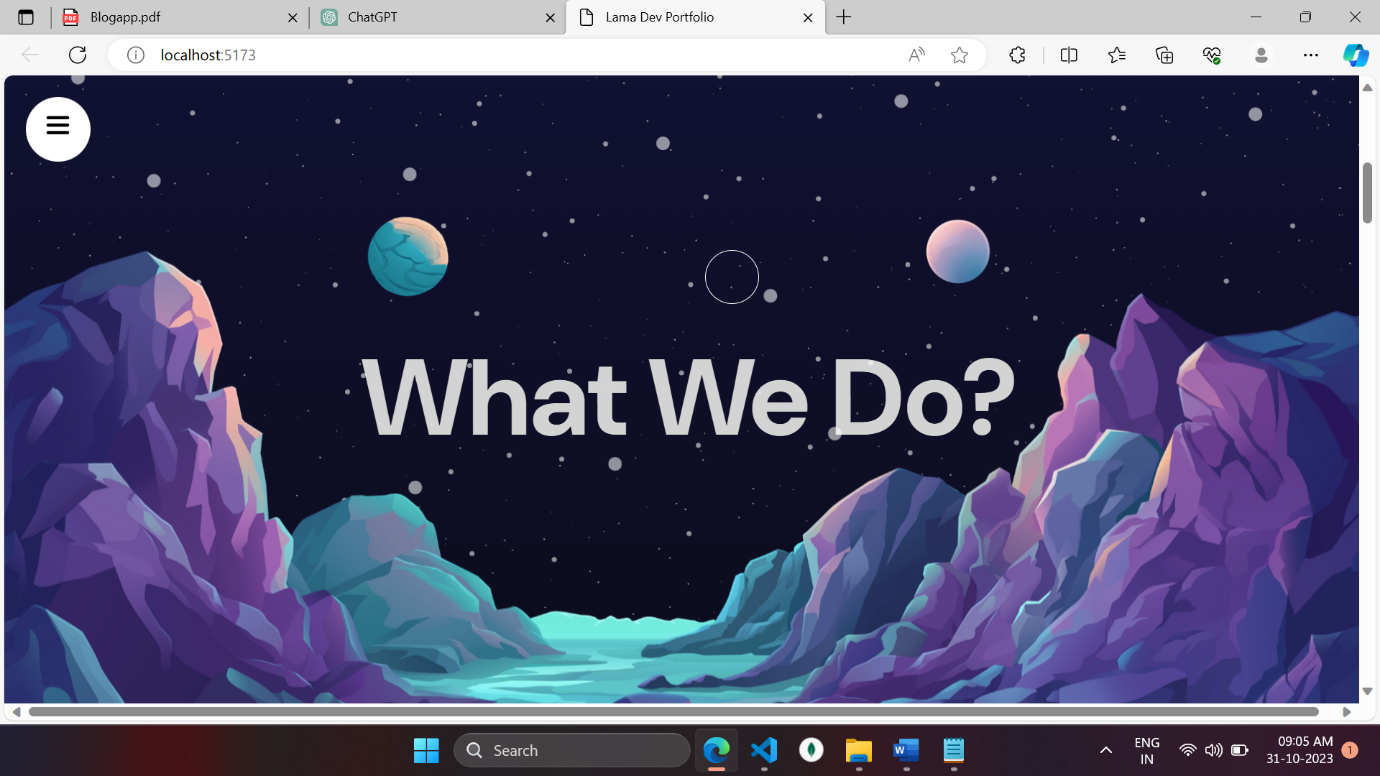 Blogapp.pdf
ChatGPT
Lama Dev Portfolio
localhost:5173
What We Do?
Search
ENG
IN
09:05 AM
31-10-2023
1